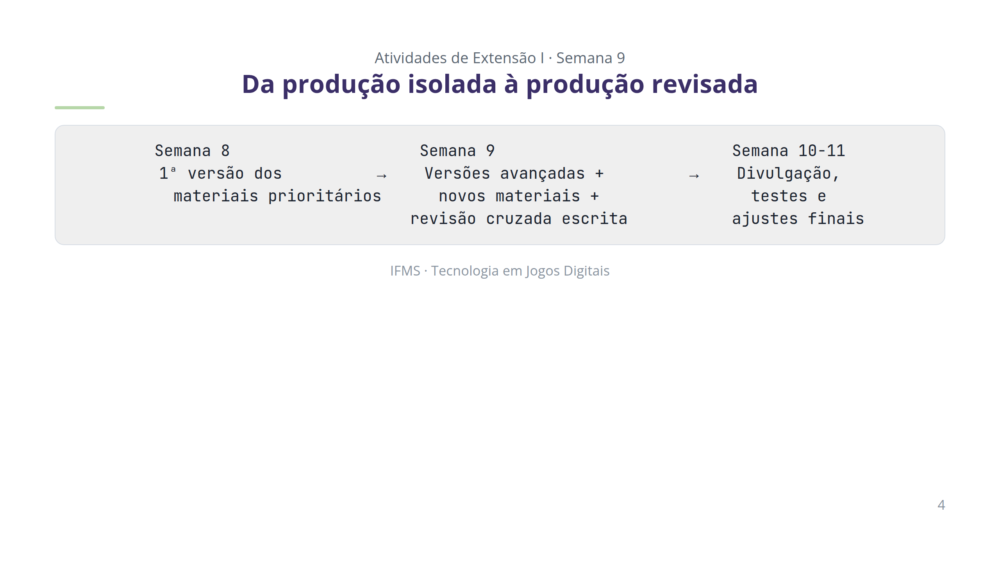 Atividades de Extensão I · Semana 9
Da produção isolada à produção revisada
Semana 8 Semana 9 Semana 10-11
1ª versão dos → Versões avançadas + → Divulgação,
materiais prioritários novos materiais + testes e
revisão cruzada escrita ajustes finais
IFMS · Tecnologia em Jogos Digitais
4